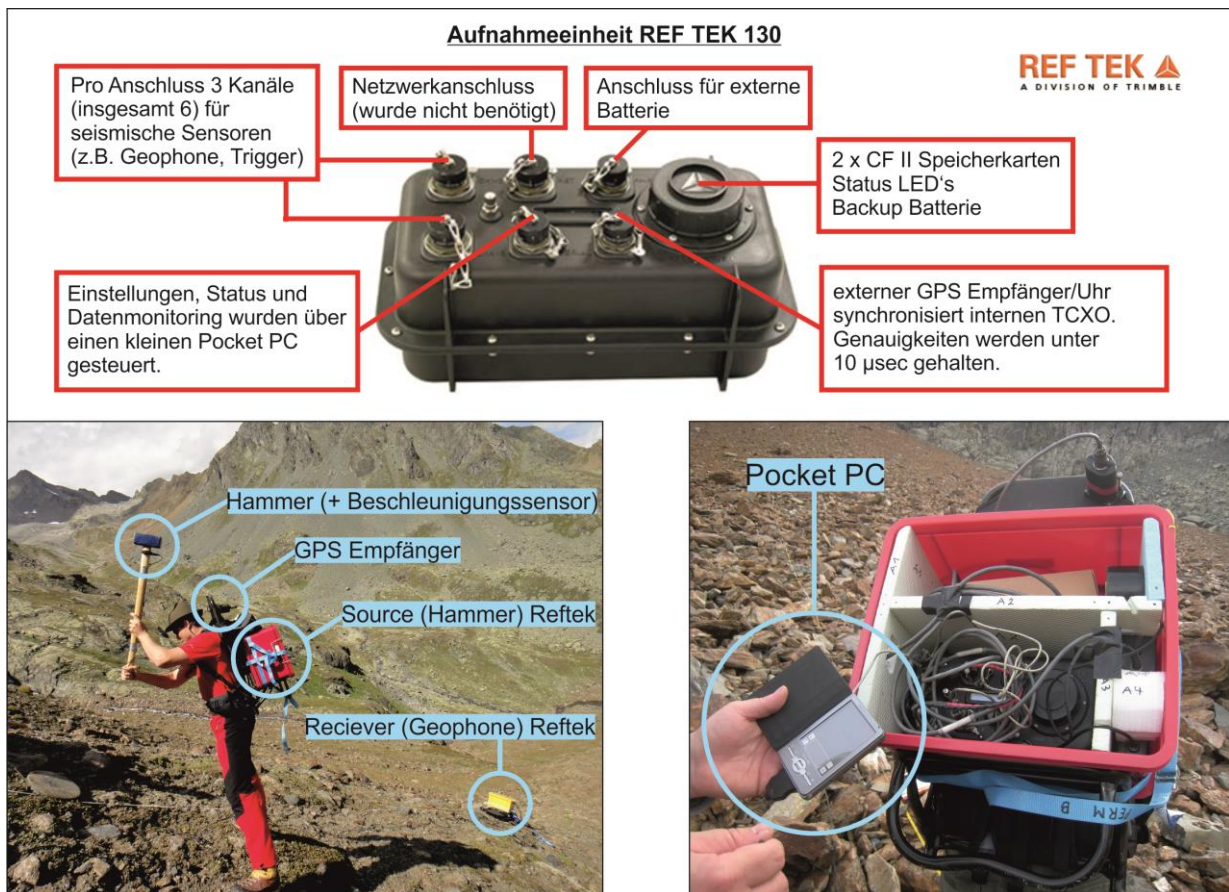 Aufnahmeeinheit REF TEK 130
REF TEK
A DIVISION OF TRIMBLE
Pro Anschluss 3 Kanäle
(insgesamt 6) für
seismische Sensoren
(z.B. Geophone, Trigger)
Netzwerkanschluss
(wurde nicht benötigt)
Anschluss für externe
Batterie
2 x CF II Speicherkarten
Status LED's
Backup Batterie
Einstellungen, Status und
Datenmonitoring wurden über
einen kleinen Pocket PC
gesteuert.
externer GPS Empfänger/Uhr
synchronisiert internen TCXO.
Genauigkeiten werden unter
10 µsec gehalten.
Hammer (+ Beschleunigungssensor)
GPS Empfänger
Source (Hammer) Reftek
Reciever (Geophone) Reftek
Pocket PC
A2
A3
A4